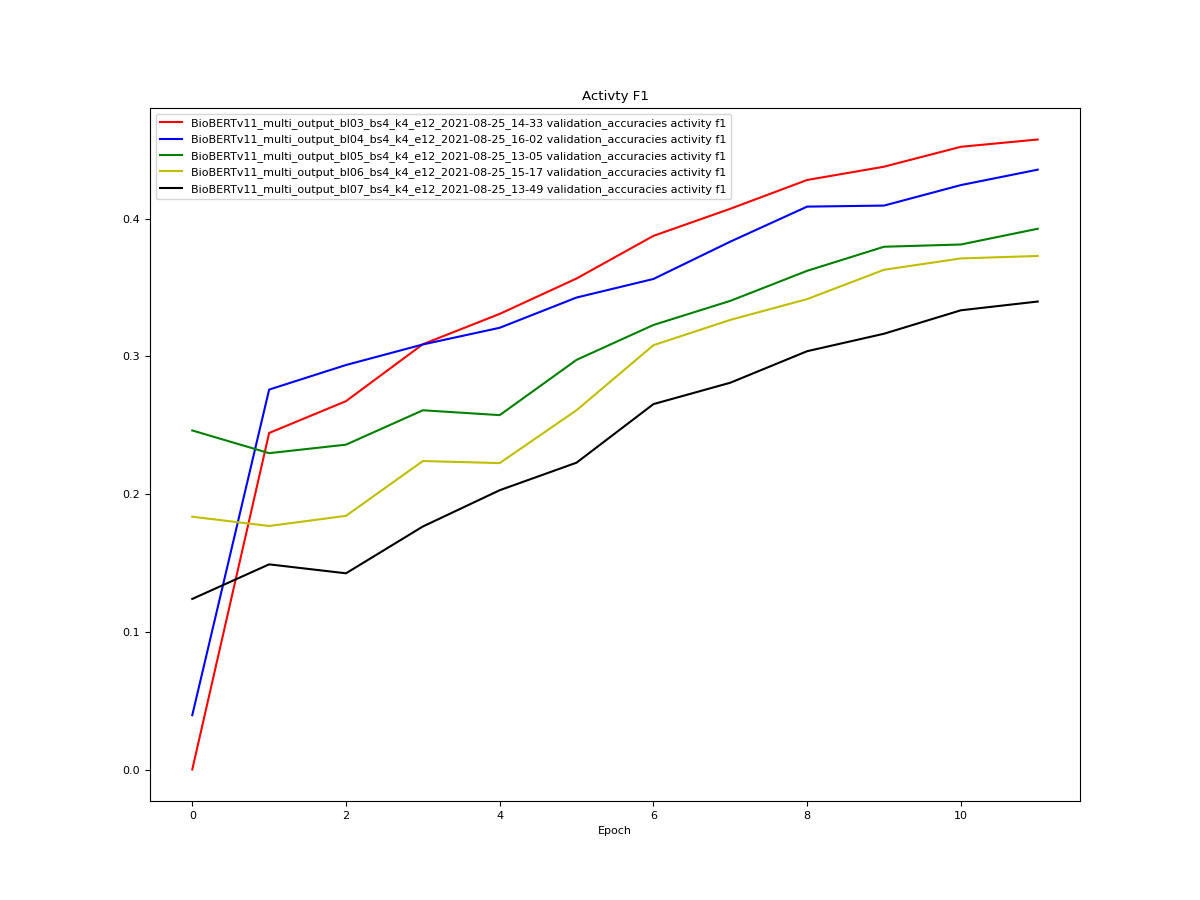 Activty F1
BioBERTv11_multi_output_bl03_bs4_k4_e12_2021-08-25_14-33 validation_accuracies activity f1
BioBERTv11_multi_output_bl04_bs4_k4_e12_2021-08-25_16-02 validation_accuracies activity f1
BioBERTv11_multi_output_bl05_bs4_k4_e12_2021-08-25_13-05 validation_accuracies activity f1
BioBERTv11_multi_output_bl06_bs4_k4_e12_2021-08-25_15-17 validation_accuracies activity f1
BioBERTv11_multi_output_bl07_bs4_k4_e12_2021-08-25_13-49 validation_accuracies activity f1
0.4
0.3
0.2
0.1
0.0
0 2 4 6 8 10
Epoch